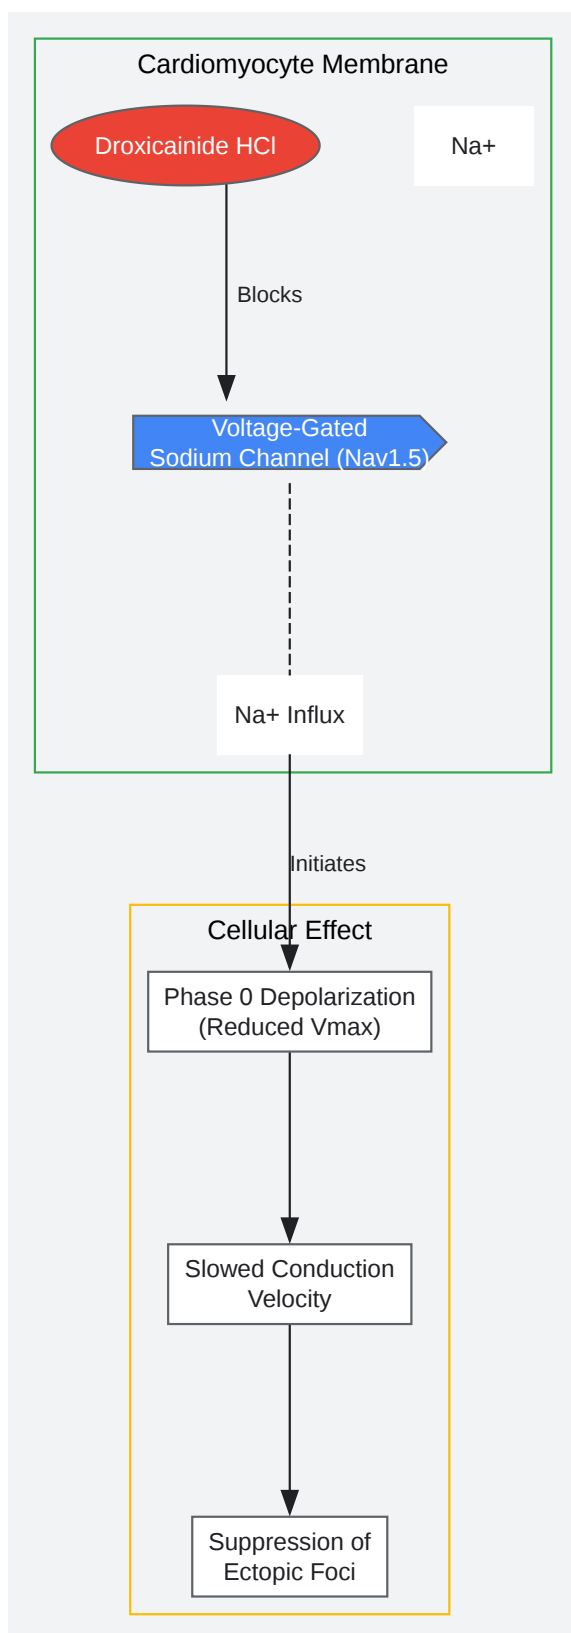 Cardiomyocyte Membrane
Droxicainide HCl
Na+
Blocks
Voltage-Gated
Sodium Channel (Nav1.5)
Na+ Influx
Initiates
Cellular Effect
Phase 0 Depolarization
(Reduced Vmax)
Slowed Conduction
Velocity
Suppression of
Ectopic Foci